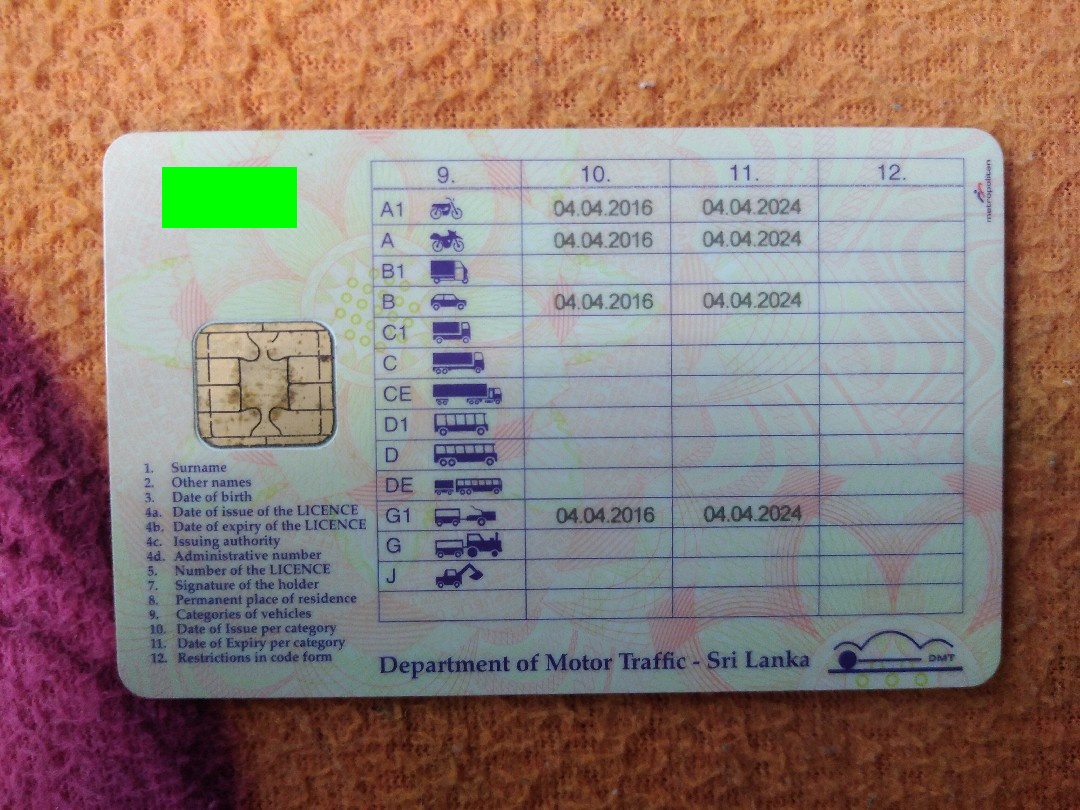 9. 10. 11. 12.
A1 04.04.2016 04.04.2024
A 04.04.2016 04.04.2024
B1
B 04.04.2016 04.04.2024
C1
C
CE
D1
D
DE
G1 04.04.2016 04.04.2024
G
J
metropolitan
1. Surname
2. Other names
3. Date of birth
4a. Date of issue of the LICENCE
4b. Date of expiry of the LICENCE
4c. Issuing authority
4d. Administrative number
5. Number of the LICENCE
7. Signature of the holder
8. Permanent place of residence
9. Categories of vehicles
10. Date of Issue per category
11. Date of Expiry per category
12. Restrictions in code form
Department of Motor Traffic - Sri Lanka
DMT